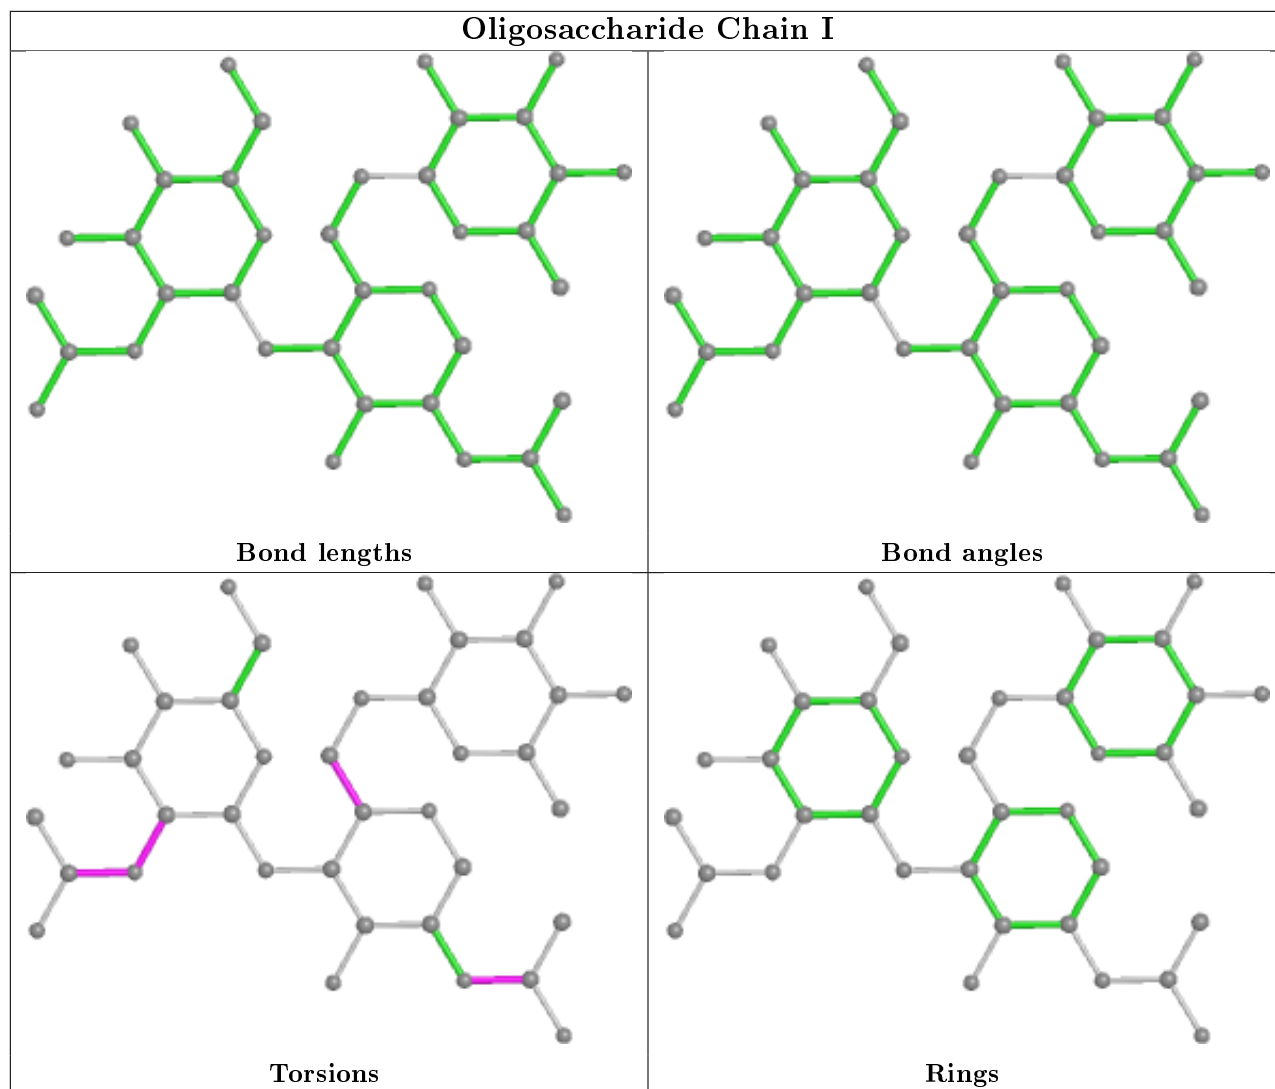 Oligosaccharide Chain I
Bond lengths
Bond angles
Torsions
Rings